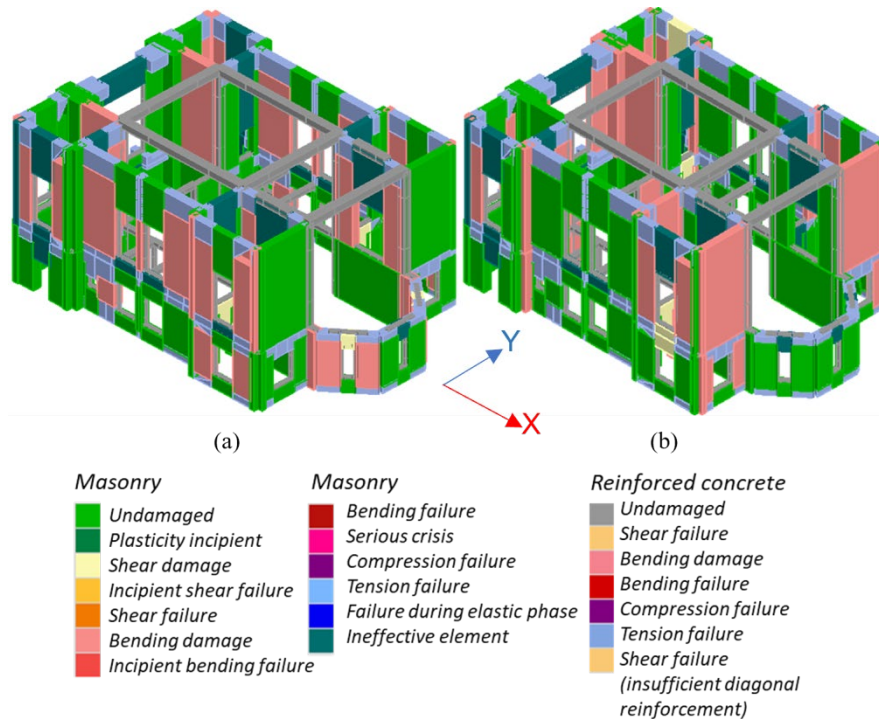 Y
X
(a)
(b)
Masonry
Undamaged
Plasticity incipient
Shear damage
Incipient shear failure
Shear failure
Bending damage
Incipient bending failure
Masonry
Bending failure
Serious crisis
Compression failure
Tension failure
Failure during elastic phase
Ineffective element
Reinforced concrete
Undamaged
Shear failure
Bending damage
Bending failure
Compression failure
Tension failure
Shear failure
(insufficient diagonal
reinforcement)